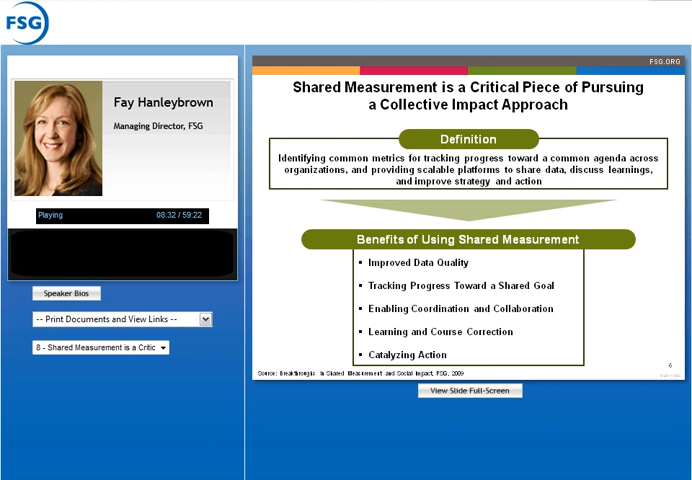 FSG
Fay Hanleybrown
Managing Director, FSG
Playing 08:32 / 59:22
Speaker Bios
-- Print Documents and View Links --
8 - Shared Measurement is a Critic
FSG.ORG
Shared Measurement is a Critical Piece of Pursuing
a Collective Impact Approach
Definition
Identifying common metrics for tracking progress toward a common agenda across
organizations, and providing scalable platforms to share data, discuss learnings,
and improve strategy and action
Benefits of Using Shared Measurement
▪ Improved Data Quality
▪ Tracking Progress Toward a Shared Goal
▪ Enabling Coordination and Collaboration
▪ Learning and Course Correction
▪ Catalyzing Action
6
Source: Breakthroughs in Shared Measurement and Social Impact, FSG, 2009
View Slide Full-Screen